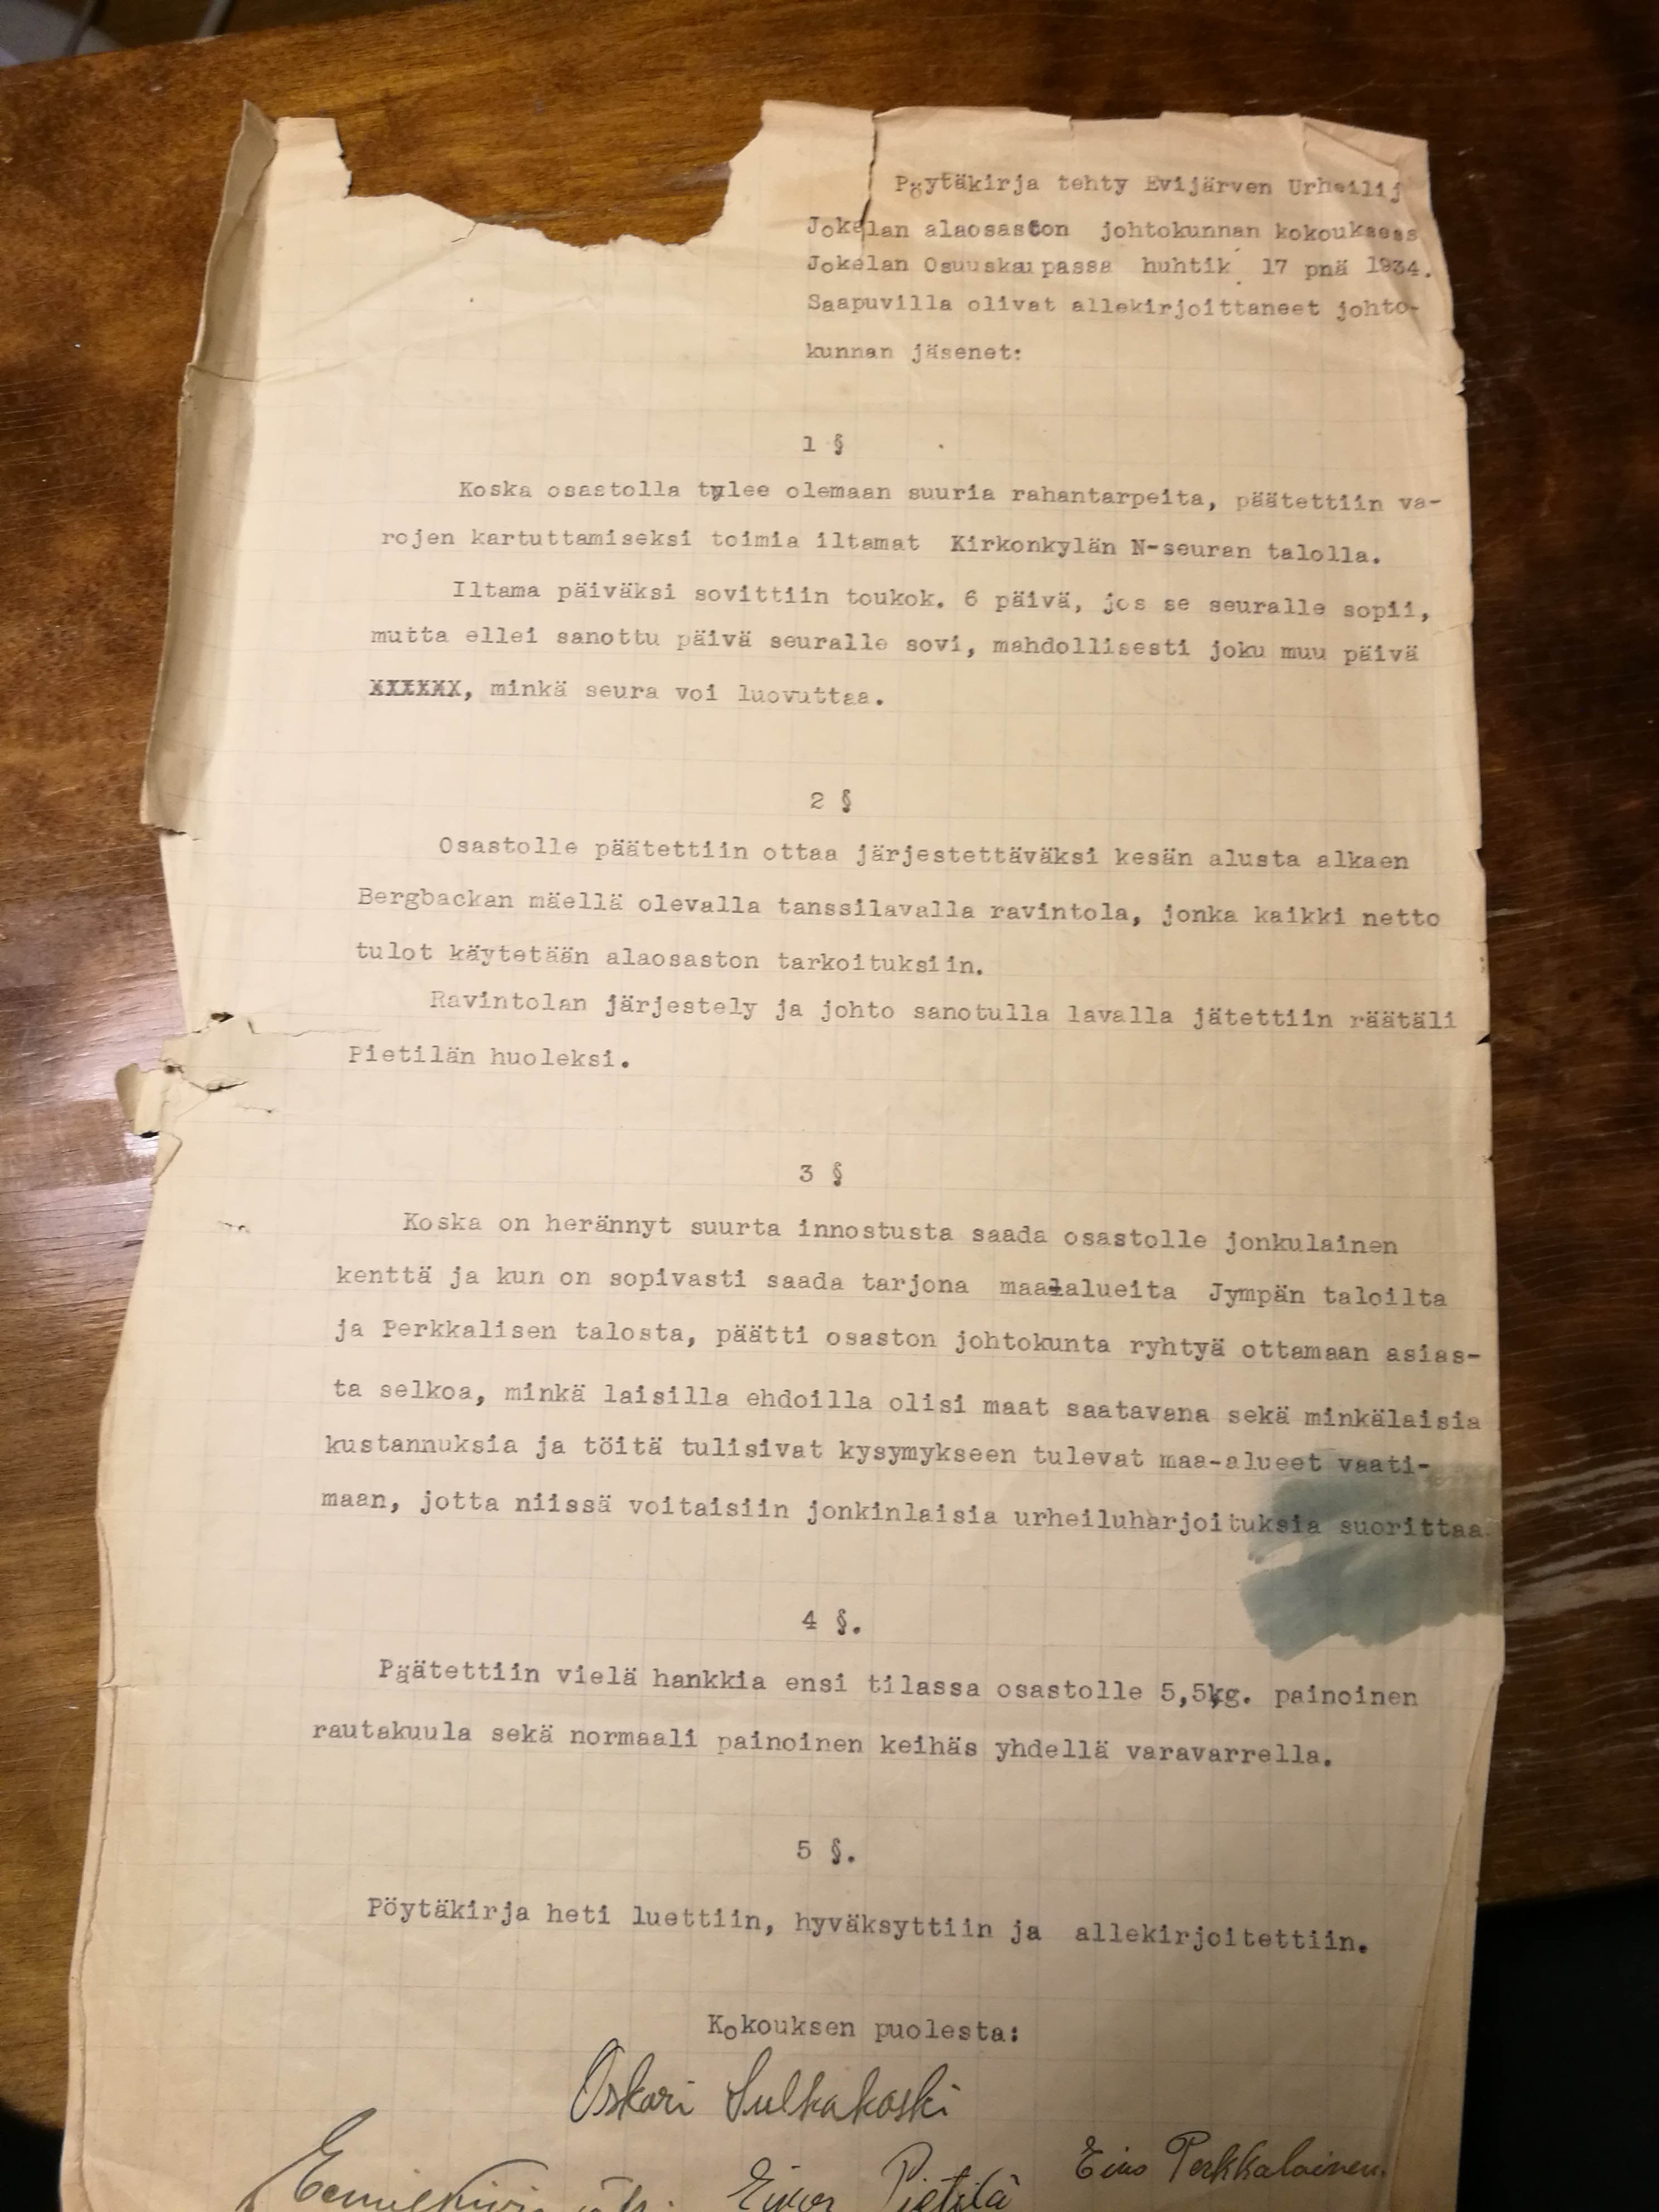 Pöytäkirja tehty Evijärven Urheilij
Jokelan alaosaston johtokunnan kokoukses
Jokelan Osuuskaupassa huhtik 17 pnä 1934.
Saapuvilla olivat allekirjoittaneet johto-
kunnan jäsenet:
1 §
Koska osastolla tulee olemaan suuria rahantarpeita, päätettiin va-
rojen kartuttamiseksi toimia iltamat Kirkonkylän N-seuran talolla.
Iltama päiväksi sovittiin toukok. 6 päivä, jos se seuralle sopii,
mutta ellei sanottu päivä seuralle sovi, mahdollisesti joku muu päivä
XXXXXX, minkä seura voi luovuttaa.
2 §
Osastolle päätettiin ottaa järjestettäväksi kesän alusta alkaen
Bergbackan mäellä olevalla tanssilavalla ravintola, jonka kaikki netto
tulot käytetään alaosaston tarkoituksiin.
Ravintolan järjestely ja johto sanotulla lavalla jätettiin räätäli
Pietilän huoleksi.
3 §
Koska on herännyt suurta innostusta saada osastolle jonkulainen
kenttä ja kun on sopivasti saada tarjona maa-alueita Jympän taloilta
ja Perkkalisen talosta, päätti osaston johtokunta ryhtyä ottamaan asias-
ta selkoa, minkä laisilla ehdoilla olisi maat saatavana sekä minkälaisia
kustannuksia ja töitä tulisivat kysymykseen tulevat maa-alueet vaati-
maan, jotta niissä voitaisiin jonkinlaisia urheiluharjoituksia suorittaa.
4 §.
Päätettiin vielä hankkia ensi tilassa osastolle 5,5kg. painoinen
rautakuula sekä normaali painoinen keihäs yhdellä varavarrella.
5 §.
Pöytäkirja heti luettiin, hyväksyttiin ja allekirjoitettiin.
Kokouksen puolesta:
Oskari Sulkakoski
Eino Perkkalainen
Einar Pietilä